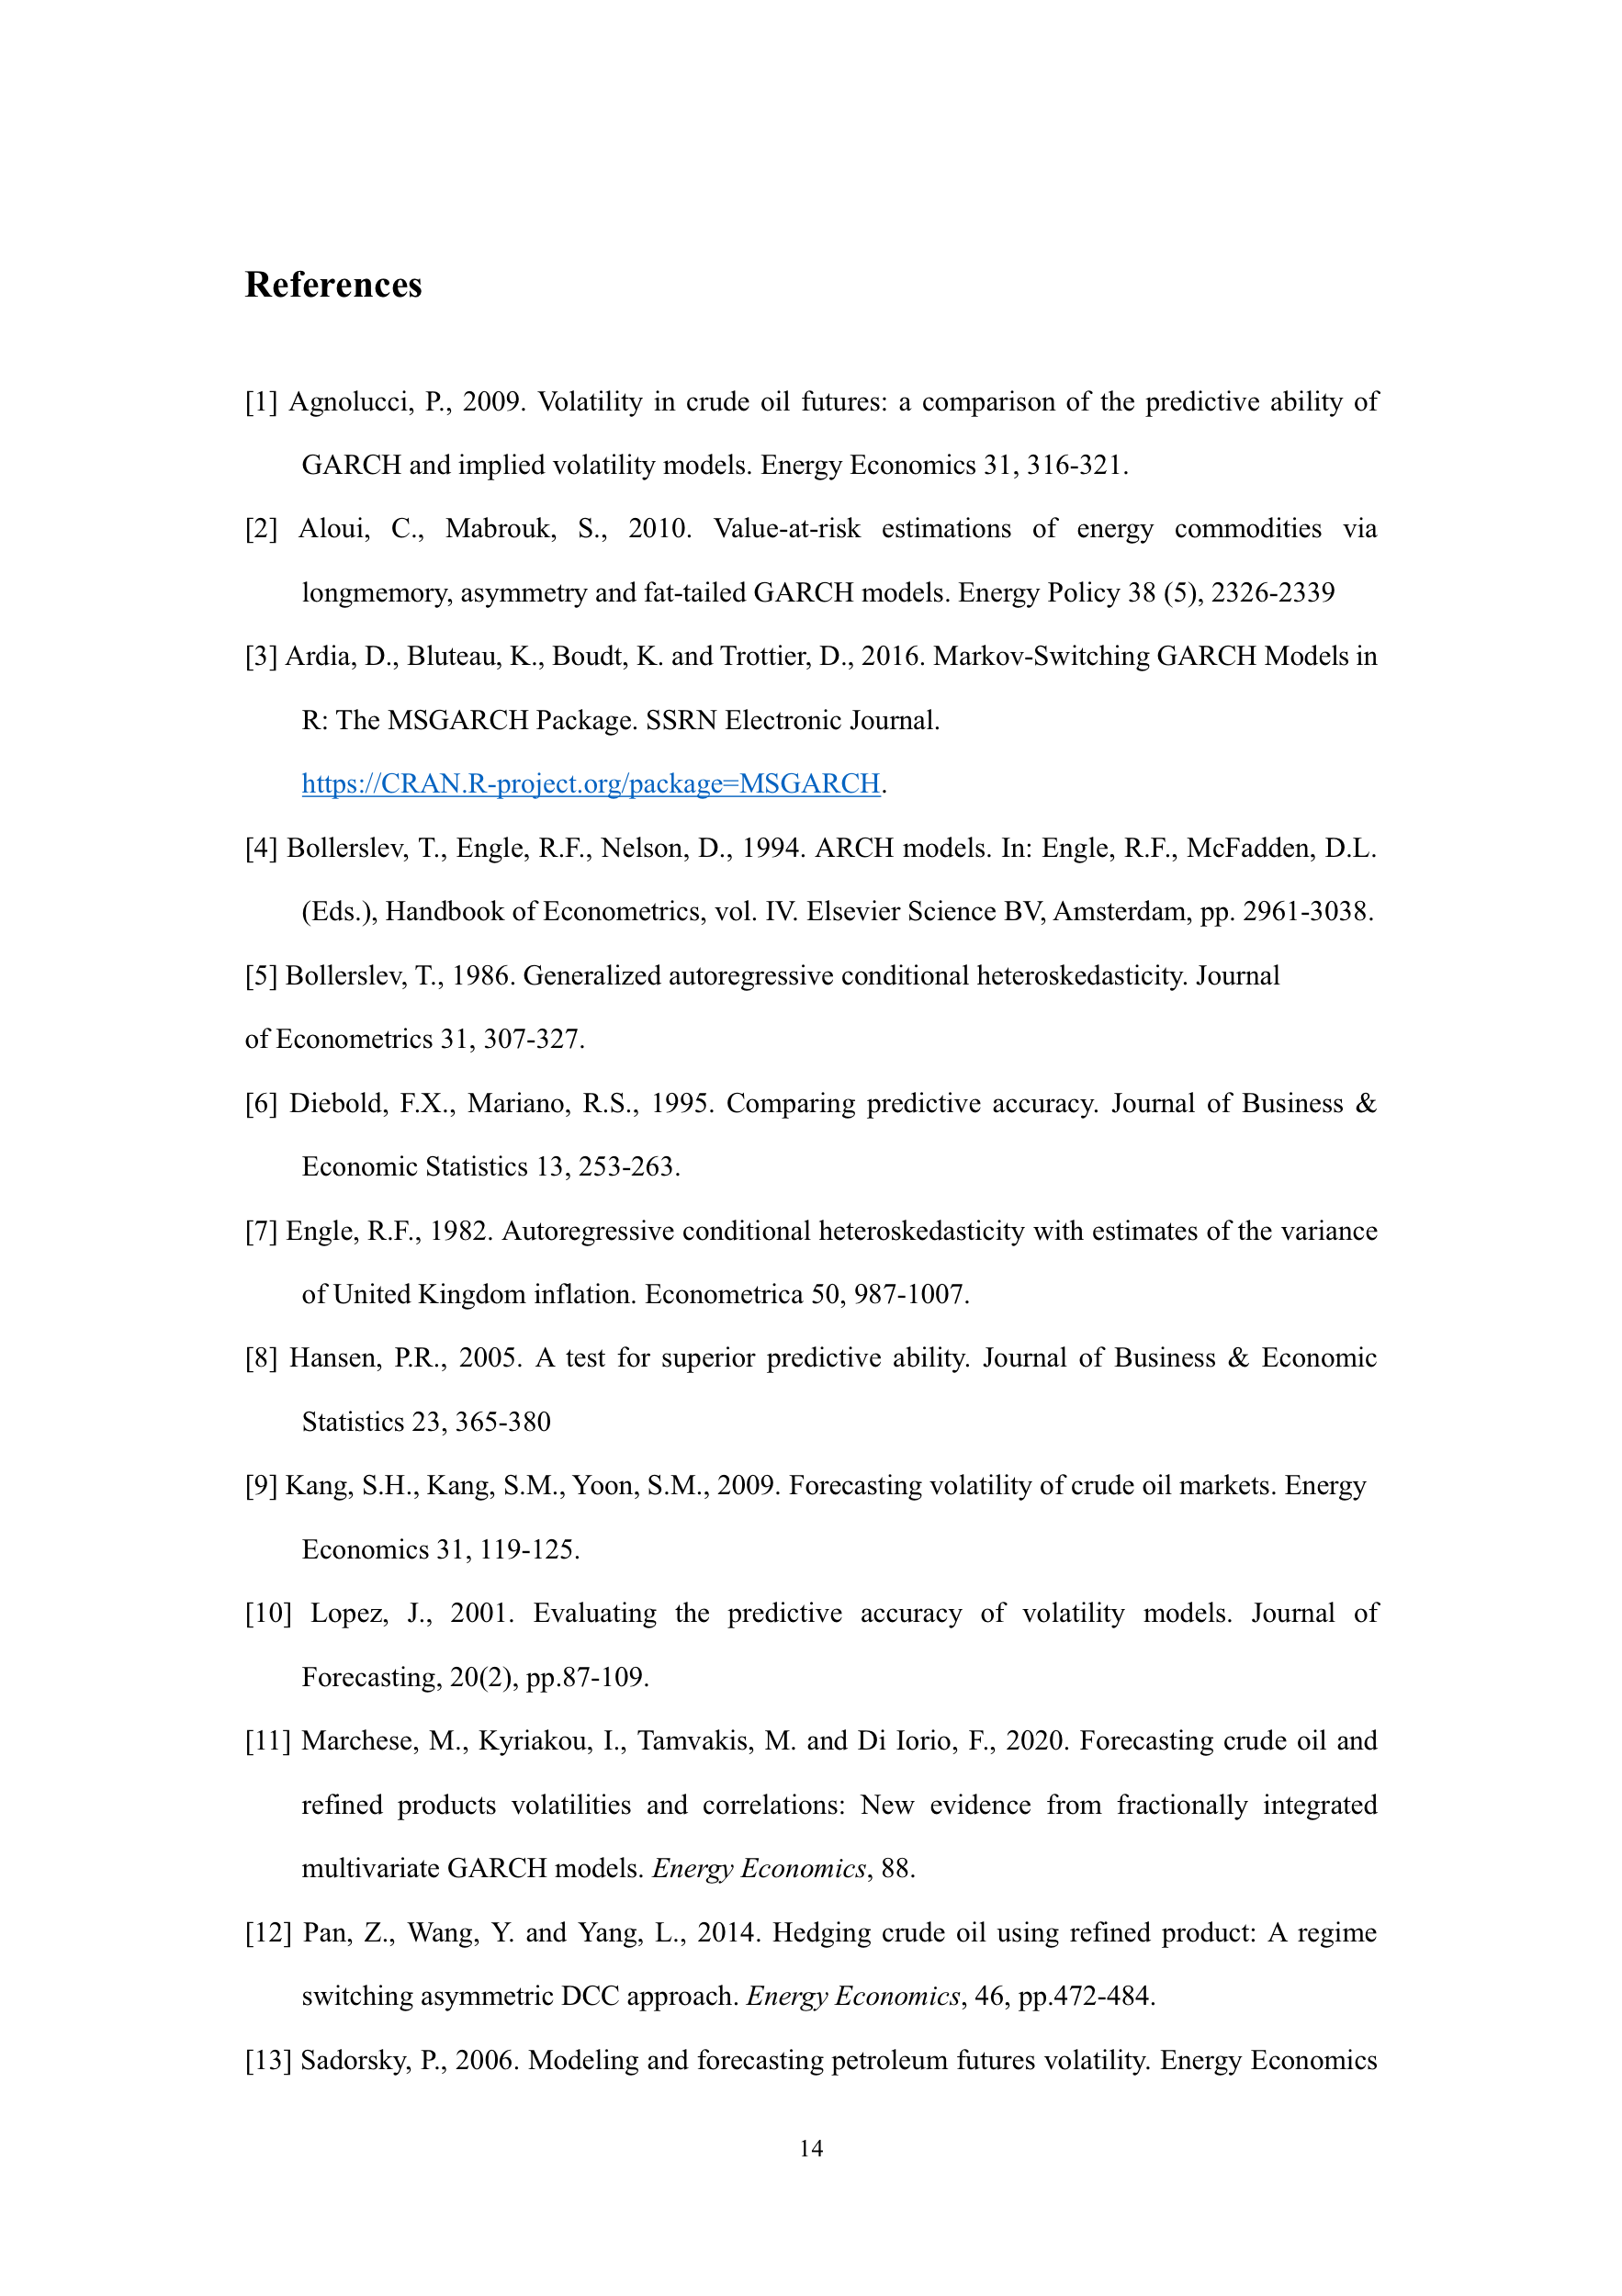 References
[1] Agnolucci, P., 2009. Volatility in crude oil futures: a comparison of the predictive ability of
GARCH and implied volatility models. Energy Economics 31, 316-321.
[2] Aloui, C., Mabrouk, S., 2010. Value-at-risk estimations of energy commodities via
longmemory, asymmetry and fat-tailed GARCH models. Energy Policy 38 (5), 2326-2339
[3] Ardia, D., Bluteau, K., Boudt, K. and Trottier, D., 2016. Markov-Switching GARCH Models in
R: The MSGARCH Package. SSRN Electronic Journal.
https://CRAN.R-project.org/package=MSGARCH.
[4] Bollerslev, T., Engle, R.F., Nelson, D., 1994. ARCH models. In: Engle, R.F., McFadden, D.L.
(Eds.), Handbook of Econometrics, vol. IV. Elsevier Science BV, Amsterdam, pp. 2961-3038.
[5] Bollerslev, T., 1986. Generalized autoregressive conditional heteroskedasticity. Journal
of Econometrics 31, 307-327.
[6] Diebold, F.X., Mariano, R.S., 1995. Comparing predictive accuracy. Journal of Business &
Economic Statistics 13, 253-263.
[7] Engle, R.F., 1982. Autoregressive conditional heteroskedasticity with estimates of the variance
of United Kingdom inflation. Econometrica 50, 987-1007.
[8] Hansen, P.R., 2005. A test for superior predictive ability. Journal of Business & Economic
Statistics 23, 365-380
[9] Kang, S.H., Kang, S.M., Yoon, S.M., 2009. Forecasting volatility of crude oil markets. Energy
Economics 31, 119-125.
[10] Lopez, J., 2001. Evaluating the predictive accuracy of volatility models. Journal of
Forecasting, 20(2), pp.87-109.
[11] Marchese, M., Kyriakou, I., Tamvakis, M. and Di Iorio, F., 2020. Forecasting crude oil and
refined products volatilities and correlations: New evidence from fractionally integrated
multivariate GARCH models. Energy Economics, 88.
[12] Pan, Z., Wang, Y. and Yang, L., 2014. Hedging crude oil using refined product: A regime
switching asymmetric DCC approach. Energy Economics, 46, pp.472-484.
[13] Sadorsky, P., 2006. Modeling and forecasting petroleum futures volatility. Energy Economics
14